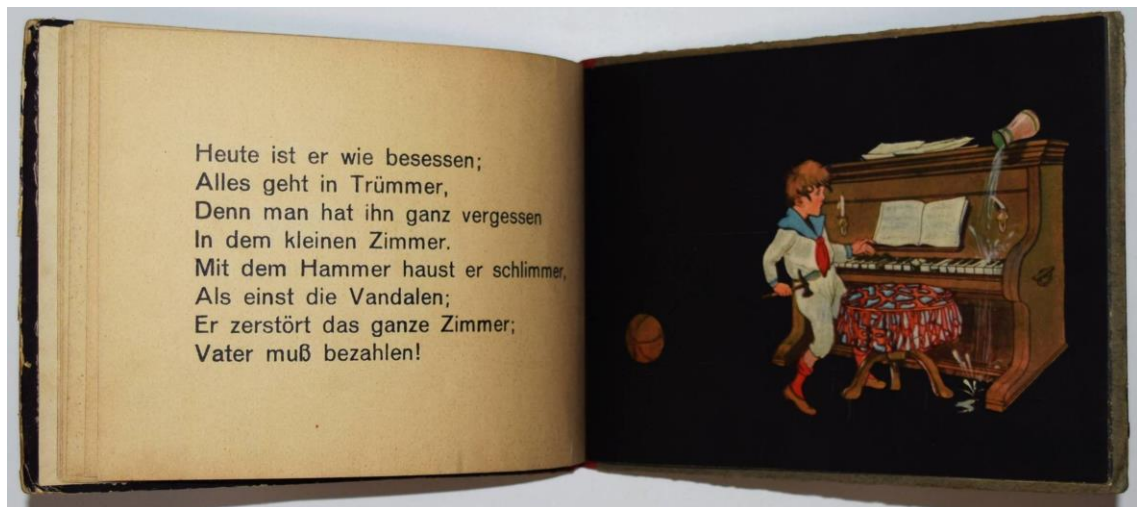 Heute ist er wie besessen;
Alles geht in Trümmer,
Denn man hat ihn ganz vergessen
In dem kleinen Zimmer.
Mit dem Hammer haust er schlimmer,
Als einst die Vandalen;
Er zerstört das ganze Zimmer;
Vater muß bezahlen!